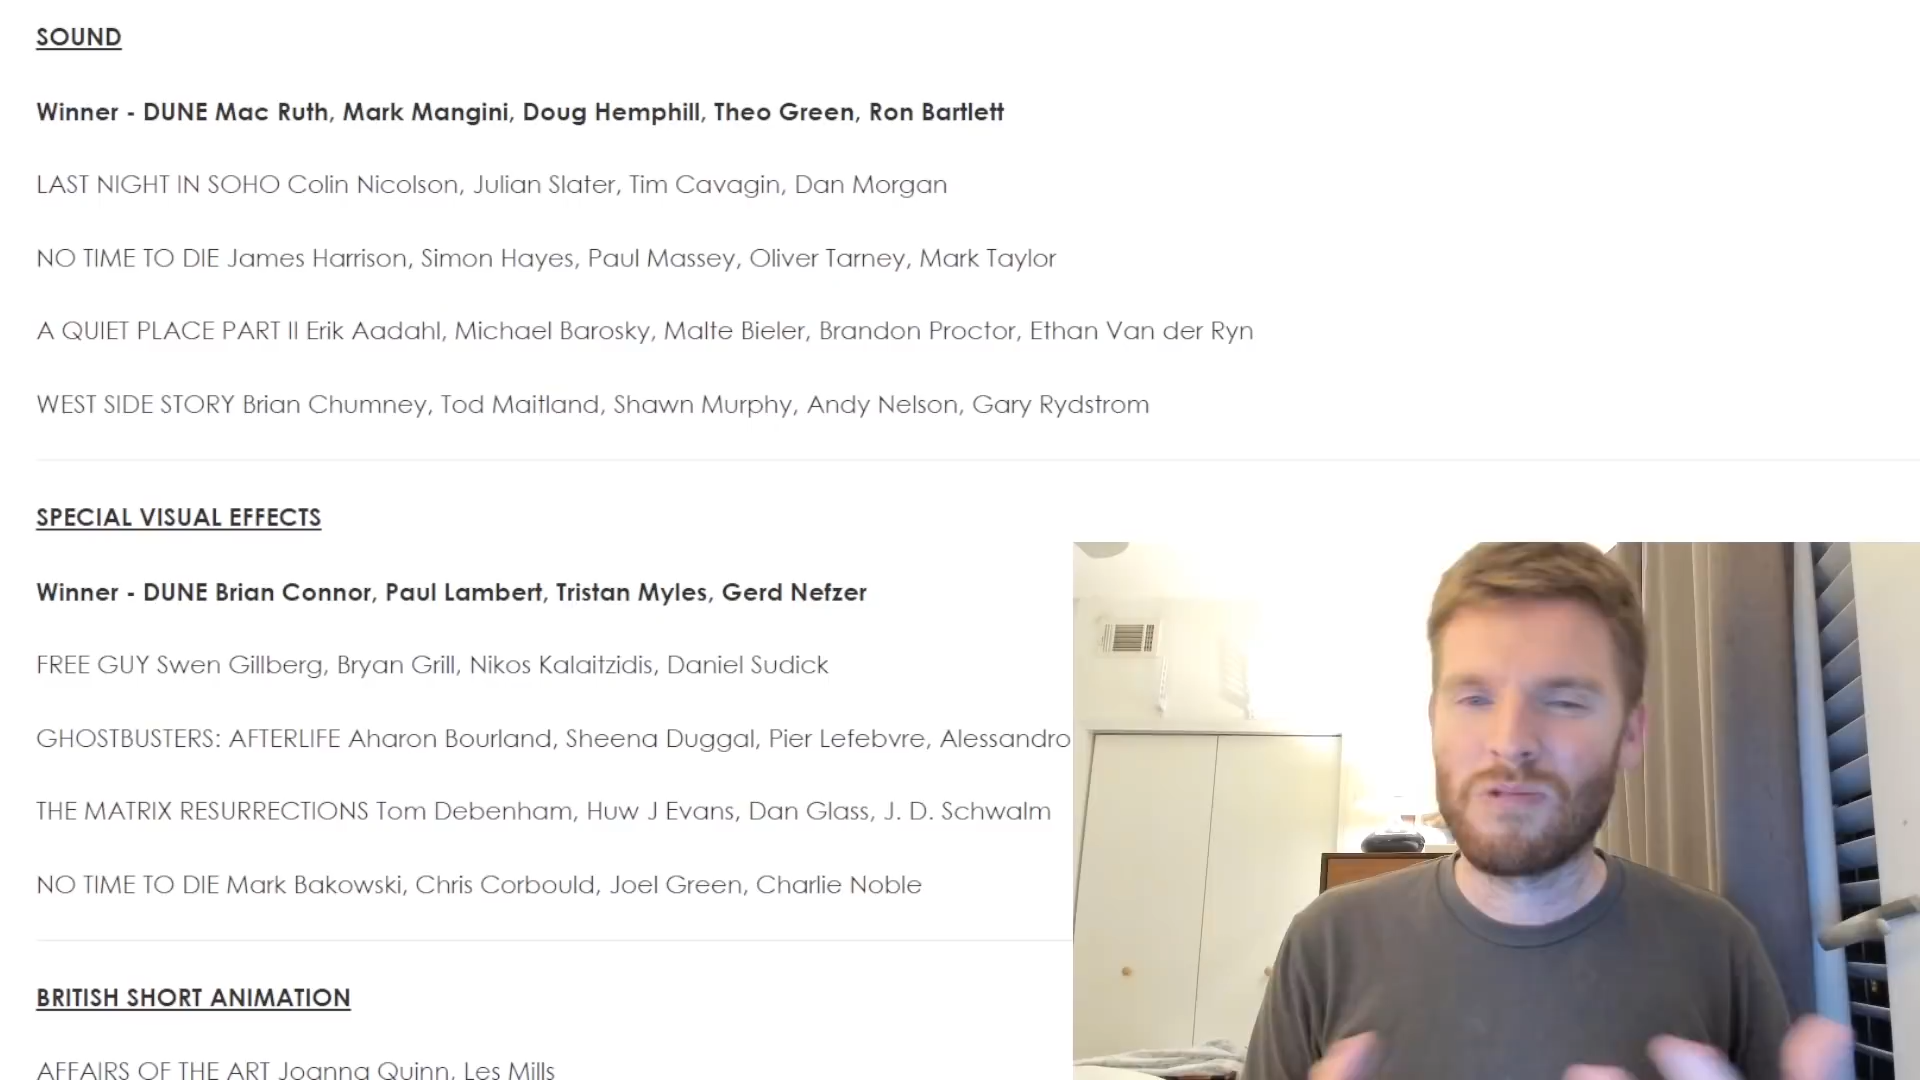 SOUND
Winner - DUNE Mac Ruth, Mark Mangini, Doug Hemphill, Theo Green, Ron Bartlett
LAST NIGHT IN SOHO Colin Nicolson, Julian Slater, Tim Cavagin, Dan Morgan
NO TIME TO DIE James Harrison, Simon Hayes, Paul Massey, Oliver Tarney, Mark Taylor
A QUIET PLACE PART II Erik Aadahl, Michael Barosky, Malte Bieler, Brandon Proctor, Ethan Van der Ryn
WEST SIDE STORY Brian Chumney, Tod Maitland, Shawn Murphy, Andy Nelson, Gary Rydstrom
SPECIAL VISUAL EFFECTS
Winner - DUNE Brian Connor, Paul Lambert, Tristan Myles, Gerd Nefzer
FREE GUY Swen Gillberg, Bryan Grill, Nikos Kalaitzidis, Daniel Sudick
GHOSTBUSTERS: AFTERLIFE Aharon Bourland, Sheena Duggal, Pier Lefebvre, Alessandro
THE MATRIX RESURRECTIONS Tom Debenham, Huw J Evans, Dan Glass, J. D. Schwalm
NO TIME TO DIE Mark Bakowski, Chris Corbould, Joel Green, Charlie Noble
BRITISH SHORT ANIMATION
AFFAIRS OF THE ART Joanna Quinn, Les Mills